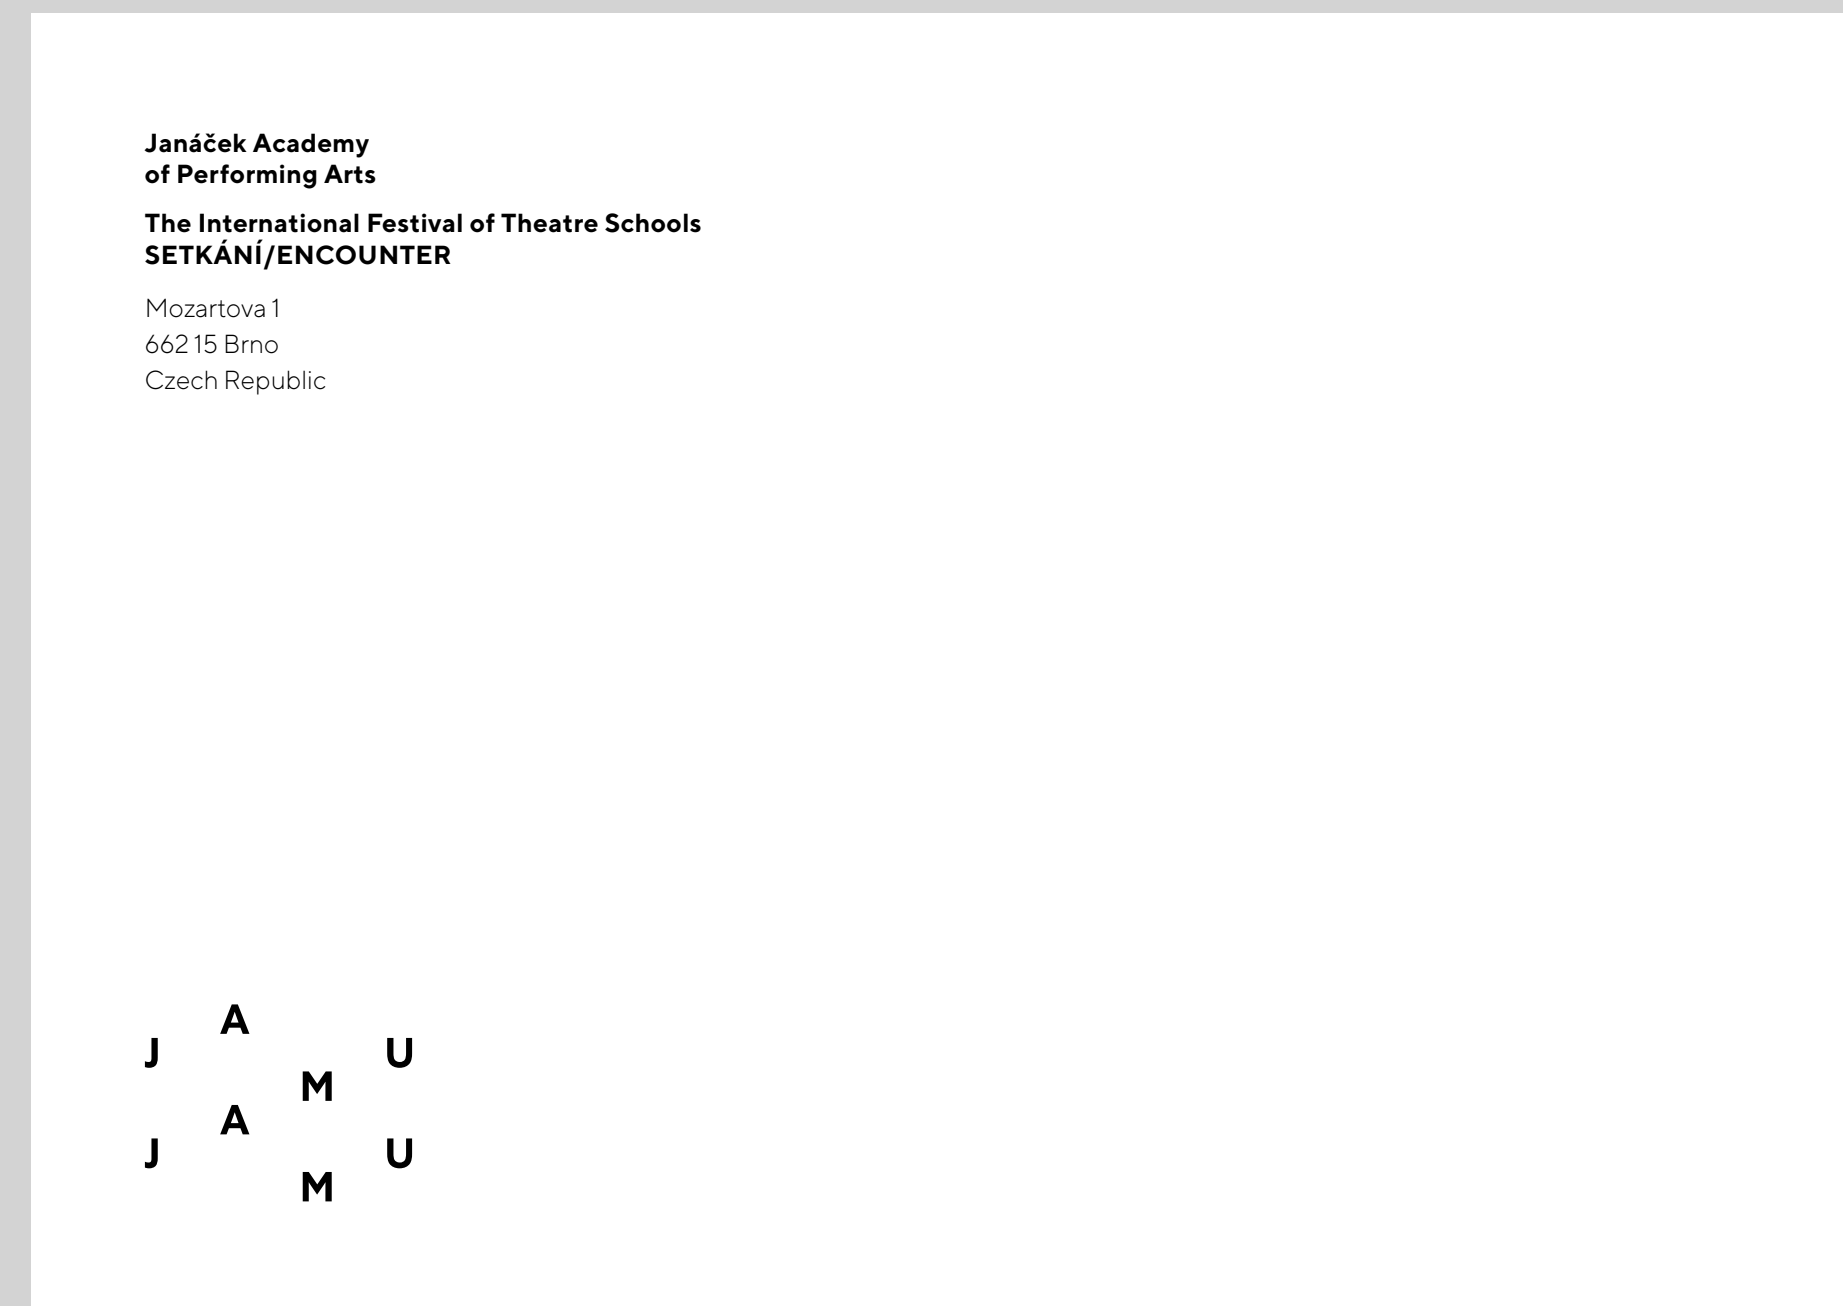 Janáček Academy
of Performing Arts
The International Festival of Theatre Schools
SETKÁNÍ/ENCOUNTER
Mozartova 1
662 15 Brno
Czech Republic
J A M U
J A M U